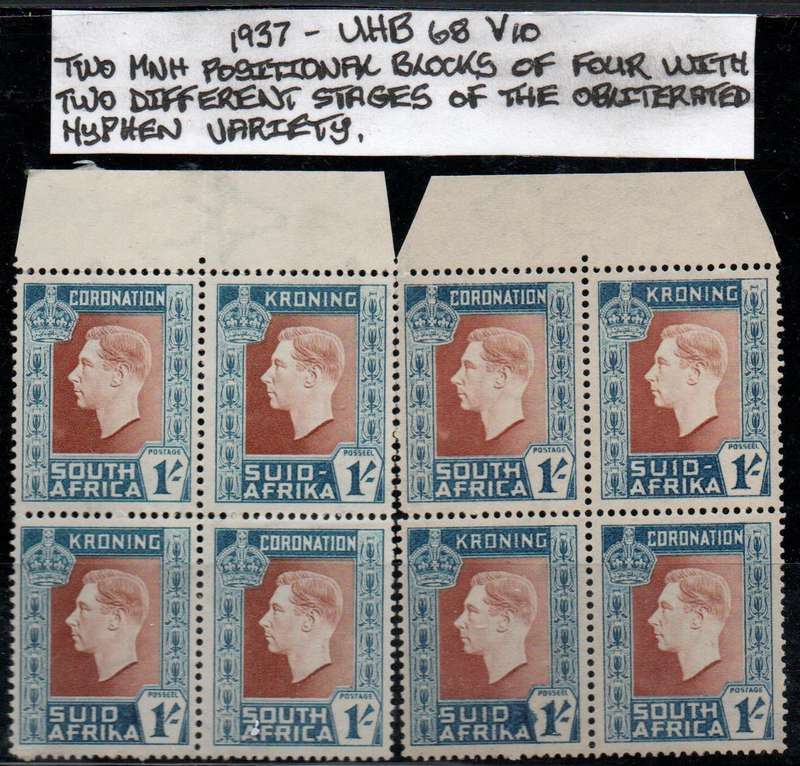 1937 - UHB 68 V10
TWO MNH POSITIONAL BLOCKS OF FOUR WITH
TWO DIFFERENT STAGES OF THE OBLITERATED
HYPHEN VARIETY.
CORONATION
POSTAGE
SOUTH
AFRICA 1/-
KRONING
POSSEEL
SUID-
AFRIKA 1/-
CORONATION
POSTAGE
SOUTH
AFRICA 1/-
KRONING
POSSEEL
SUID-
AFRIKA 1/-
KRONING
POSSEEL
SUID
AFRIKA 1/-
CORONATION
POSTAGE
SOUTH
AFRICA 1/-
KRONING
POSSEEL
SUID
AFRIKA 1/-
CORONATION
POSTAGE
SOUTH
AFRICA 1/-